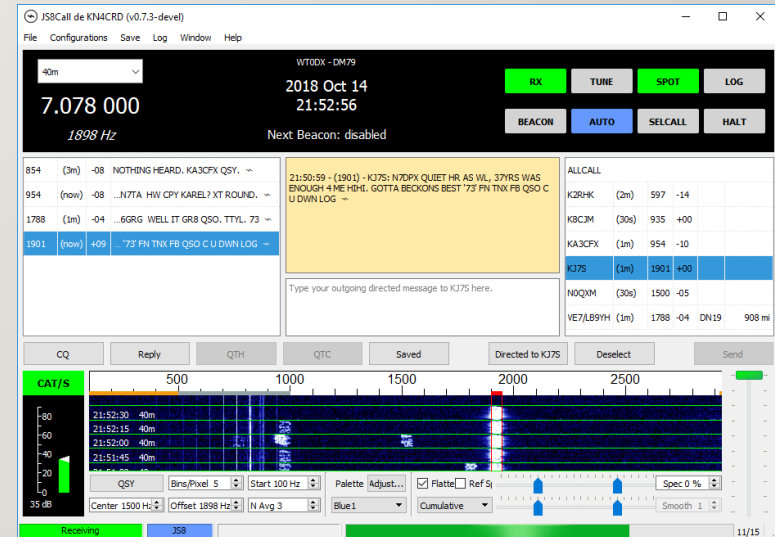 JS8Call de KN4CRD (v0.7.3-devel)
File Configurations Save Log Window Help
40m
7.078 000
1898 Hz
WT0DX - DM79
2018 Oct 14
21:52:56
Next Beacon: disabled
RX TUNE SPOT LOG
BEACON AUTO SELCALL HALT
854 (3m) -08 NOTHING HEARD. KA3CFX QSY.
954 (now) -08 ...N7TA HW CPY KAREL? XT ROUND.
1788 (1m) -04 ...6GRG WELL IT GR8 QSO. TTYL. 73
1901 (now) +09 ...'73' FN TNX FB QSO C U DWN LOG
21:50:59 - (1901) - KJ7S: N7DPX QUIET HR AS WL, 37YRS WAS
ENOUGH 4 ME HIHI. GOTTA BECKONS BEST '73' FN TNX FB QSO C
U DWN LOG
Type your outgoing directed message to KJ7S here.
ALLCALL
K2RHK (2m) 597 -14
K8CJM (30s) 935 +00
KA3CFX (1m) 954 -10
KJ7S (1m) 1901 +00
N0QXM (30s) 1500 -05
VE7/LB9YH (1m) 1788 -04 DN19 908 mi
CQ Reply QTH QTC Saved Directed to KJ7S Deselect Send
CAT/S
500 1000 1500 2000 2500
21:52:30 40m
21:52:15 40m
21:52:00 40m
21:51:45 40m
80
60
40
20
0
35 dB
QSY Bins/Pixel 5 Start 100 Hz Palette Adjust... Flatte Ref Sp Spec 0 %
Center 1500 Hz Offset 1898 Hz N Avg 3 Blue1 Cumulative Smooth 1
Receiving JS8 11/15